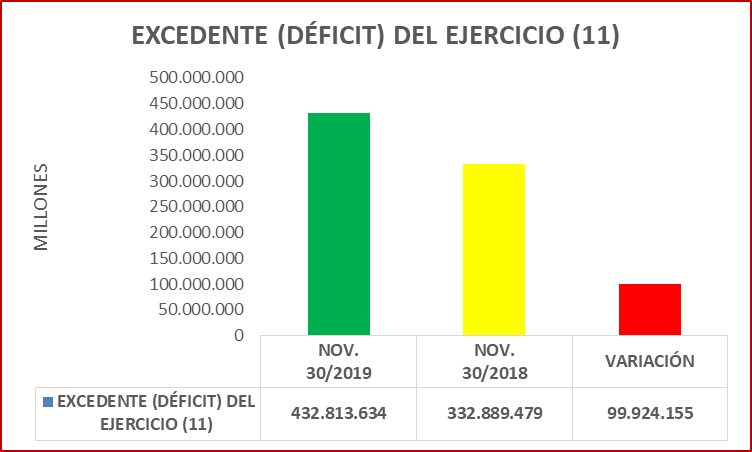 EXCEDENTE (DÉFICIT) DEL EJERCICIO (11)
MILLONES
500.000.000
450.000.000
400.000.000
350.000.000
300.000.000
250.000.000
200.000.000
150.000.000
100.000.000
50.000.000
0
NOV.
30/2019
NOV.
30/2018
VARIACIÓN
EXCEDENTE (DÉFICIT) DEL
EJERCICIO (11)
432.813.634
332.889.479
99.924.155